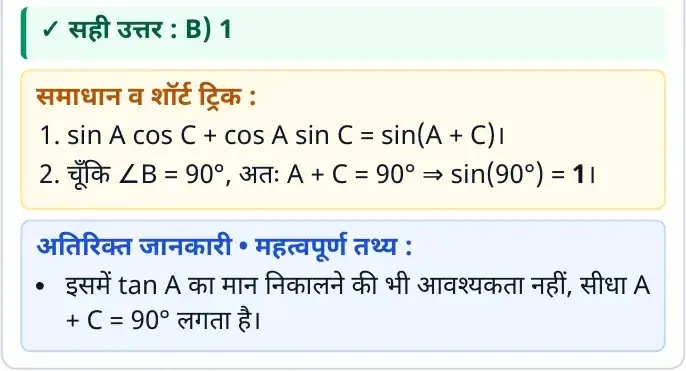 ✓ सही उत्तर : B) 1
समाधान व शॉर्ट ट्रिक :
1. sin A cos C + cos A sin C = sin(A + C)।
2. चूँकि ∠B = 90°, अतः A + C = 90° ⇒ sin(90°) = 1।
अतिरिक्त जानकारी • महत्वपूर्ण तथ्य :
• इसमें tan A का मान निकालने की भी आवश्यकता नहीं, सीधा A
+ C = 90° लगता है।